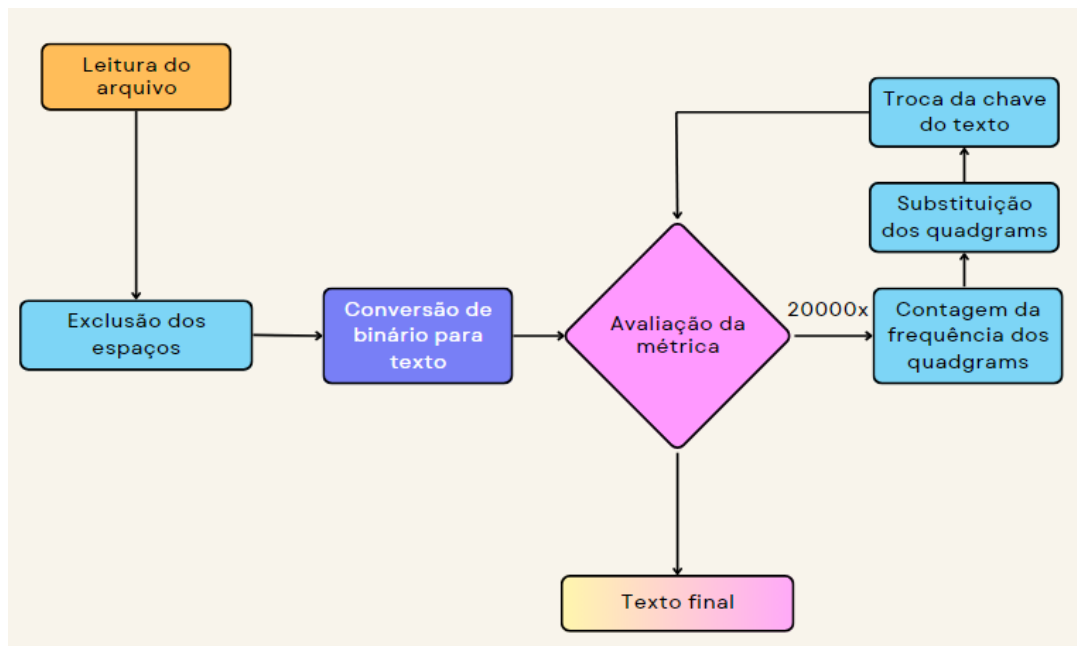 Leitura do
arquivo
Exclusão dos
espaços
Conversão de
binário para
texto
Avaliação da
métrica
20000x
Contagem da
frequência dos
quadgrams
Substituição
dos quadgrams
Troca da chave
do texto
Texto final